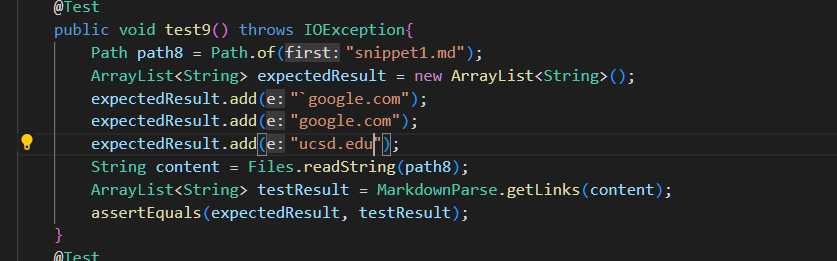 @Test
public void test9() throws IOException{
Path path8 = Path.of(first: "snippet1.md");
ArrayList<String> expectedResult = new ArrayList<String>();
expectedResult.add(e: "`google.com");
expectedResult.add(e: "google.com");
expectedResult.add(e: "ucsd.edu");
String content = Files.readString(path8);
ArrayList<String> testResult = MarkdownParse.getLinks(content);
assertEquals(expectedResult, testResult);
}
@Test